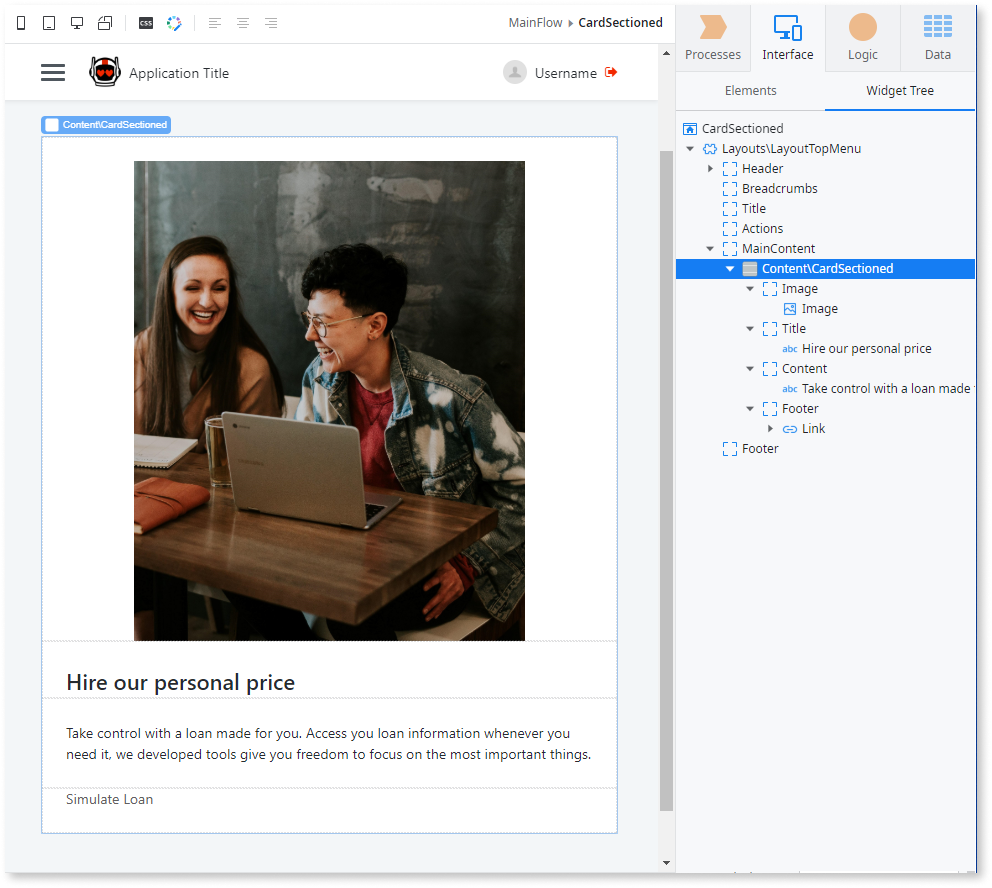 MainFlow ▸ CardSectioned
CSS
Application Title
Username
Content\CardSectioned
Hire our personal price
Take control with a loan made for you. Access you loan information whenever you
need it, we developed tools give you freedom to focus on the most important things.
Simulate Loan
Processes
Interface
Logic
Data
Elements
Widget Tree
CardSectioned
Layouts\LayoutTopMenu
Header
Breadcrumbs
Title
Actions
MainContent
Content\CardSectioned
Image
Image
Title
abc Hire our personal price
Content
abc Take control with a loan made
Footer
Link
Footer